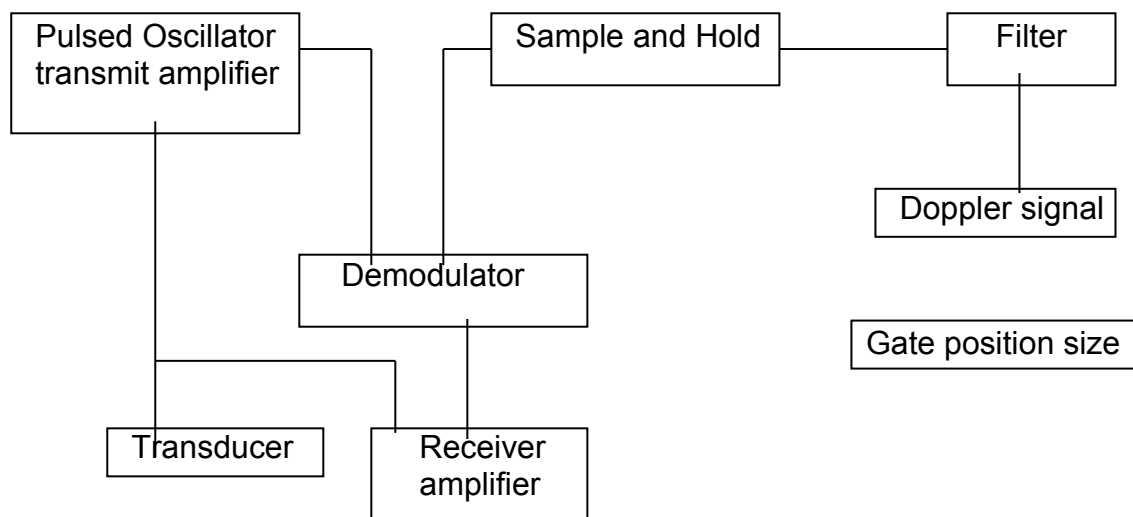 Pulsed Oscillator
transmit amplifier
Sample and Hold
Filter
Doppler signal
Demodulator
Gate position size
Transducer
Receiver
amplifier